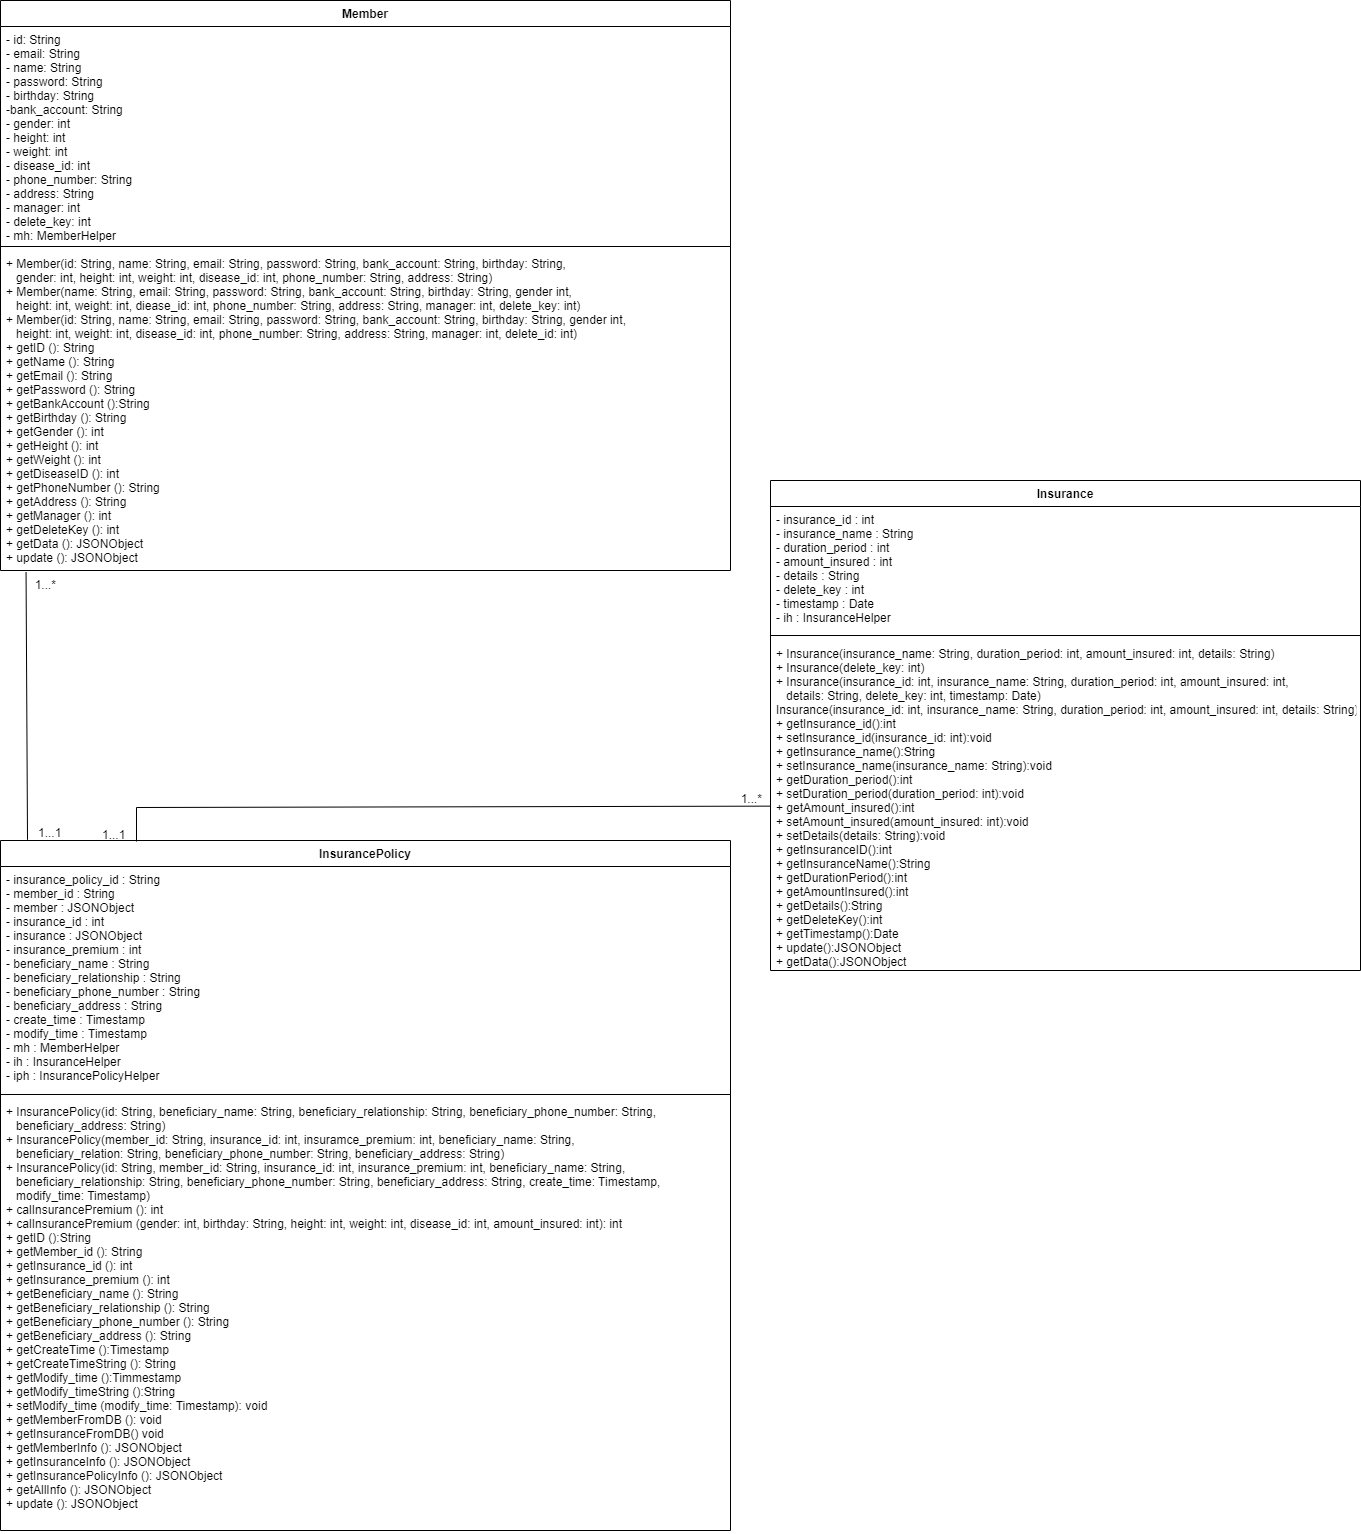 Member
- id: String
- email: String
- name: String
- password: String
- birthday: String
-bank_account: String
- gender: int
- height: int
- weight: int
- disease_id: int
- phone_number: String
- address: String
- manager: int
- delete_key: int
- mh: MemberHelper
+ Member(id: String, name: String, email: String, password: String, bank_account: String, birthday: String,
gender: int, height: int, weight: int, disease_id: int, phone_number: String, address: String)
+ Member(name: String, email: String, password: String, bank_account: String, birthday: String, gender int,
height: int, weight: int, diease_id: int, phone_number: String, address: String, manager: int, delete_key: int)
+ Member(id: String, name: String, email: String, password: String, bank_account: String, birthday: String, gender int,
height: int, weight: int, disease_id: int, phone_number: String, address: String, manager: int, delete_id: int)
+ getID (): String
+ getName (): String
+ getEmail (): String
+ getPassword (): String
+ getBankAccount ():String
+ getBirthday (): String
+ getGender (): int
+ getHeight (): int
+ getWeight (): int
+ getDiseaseID (): int
+ getPhoneNumber (): String
+ getAddress (): String
+ getManager (): int
+ getDeleteKey (): int
+ getData (): JSONObject
+ update (): JSONObject
1...*
Insurance
- insurance_id : int
- insurance_name : String
- duration_period : int
- amount_insured : int
- details : String
- delete_key : int
- timestamp : Date
- ih : InsuranceHelper
+ Insurance(insurance_name: String, duration_period: int, amount_insured: int, details: String)
+ Insurance(delete_key: int)
+ Insurance(insurance_id: int, insurance_name: String, duration_period: int, amount_insured: int,
details: String, delete_key: int, timestamp: Date)
Insurance(insurance_id: int, insurance_name: String, duration_period: int, amount_insured: int, details: String)
+ getInsurance_id():int
+ setInsurance_id(insurance_id: int):void
+ getInsurance_name():String
+ setInsurance_name(insurance_name: String):void
+ getDuration_period():int
+ setDuration_period(duration_period: int):void
+ getAmount_insured():int
+ setAmount_insured(amount_insured: int):void
+ setDetails(details: String):void
+ getInsuranceID():int
+ getInsuranceName():String
+ getDurationPeriod():int
+ getAmountInsured():int
+ getDetails():String
+ getDeleteKey():int
+ getTimestamp():Date
+ update():JSONObject
+ getData():JSONObject
1...*
1...1
1...1
InsurancePolicy
- insurance_policy_id : String
- member_id : String
- member : JSONObject
- insurance_id : int
- insurance : JSONObject
- insurance_premium : int
- beneficiary_name : String
- beneficiary_relationship : String
- beneficiary_phone_number : String
- beneficiary_address : String
- create_time : Timestamp
- modify_time : Timestamp
- mh : MemberHelper
- ih : InsuranceHelper
- iph : InsurancePolicyHelper
+ InsurancePolicy(id: String, beneficiary_name: String, beneficiary_relationship: String, beneficiary_phone_number: String,
beneficiary_address: String)
+ InsurancePolicy(member_id: String, insurance_id: int, insuramce_premium: int, beneficiary_name: String,
beneficiary_relation: String, beneficiary_phone_number: String, beneficiary_address: String)
+ InsurancePolicy(id: String, member_id: String, insurance_id: int, insurance_premium: int, beneficiary_name: String,
beneficiary_relationship: String, beneficiary_phone_number: String, beneficiary_address: String, create_time: Timestamp,
modify_time: Timestamp)
+ callInsurancePremium (): int
+ callInsurancePremium (gender: int, birthday: String, height: int, weight: int, disease_id: int, amount_insured: int): int
+ getID ():String
+ getMember_id (): String
+ getInsurance_id (): int
+ getInsurance_premium (): int
+ getBeneficiary_name (): String
+ getBeneficiary_relationship (): String
+ getBeneficiary_phone_number (): String
+ getBeneficiary_address (): String
+ getCreateTime ():Timestamp
+ getCreateTimeString (): String
+ getModify_time ():Timmestamp
+ getModify_timeString ():String
+ setModify_time (modify_time: Timestamp): void
+ getMemberFromDB (): void
+ getInsuranceFromDB() void
+ getMemberInfo (): JSONObject
+ getInsuranceInfo (): JSONObject
+ getInsurancePolicyInfo (): JSONObject
+ getAllInfo (): JSONObject
+ update (): JSONObject